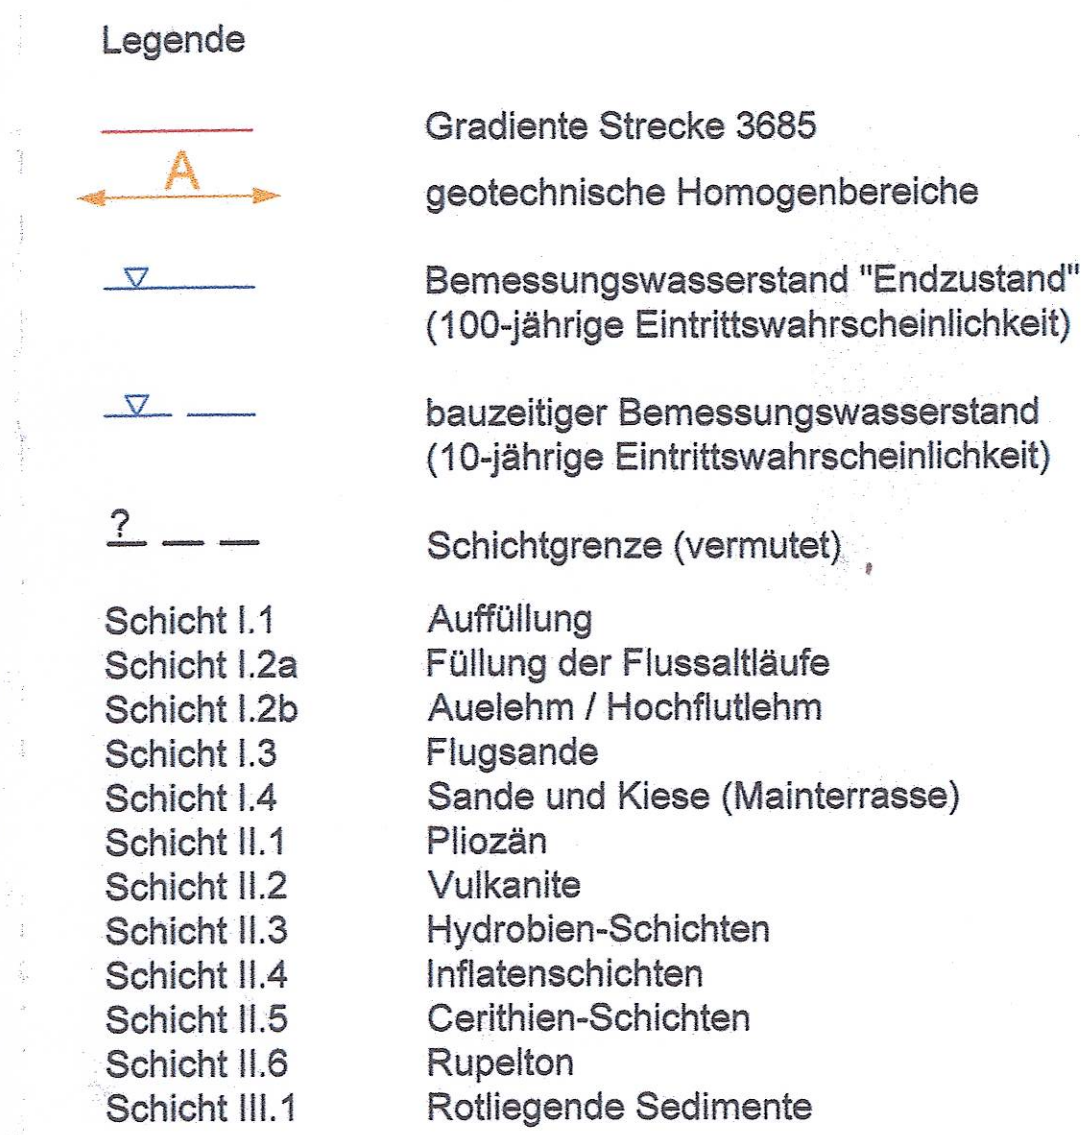 Legende
Gradiente Strecke 3685
A
geotechnische Homogenbereiche
Bemessungswasserstand "Endzustand"
(100-jährige Eintrittswahrscheinlichkeit)
bauzeitiger Bemessungswasserstand
(10-jährige Eintrittswahrscheinlichkeit)
?
Schichtgrenze (vermutet)
Schicht I.1 Auffüllung
Schicht I.2a Füllung der Flussaltläufe
Schicht I.2b Auelehm / Hochflutlehm
Schicht I.3 Flugsande
Schicht I.4 Sande und Kiese (Mainterrasse)
Schicht II.1 Pliozän
Schicht II.2 Vulkanite
Schicht II.3 Hydrobien-Schichten
Schicht II.4 Inflatenschichten
Schicht II.5 Cerithien-Schichten
Schicht II.6 Rupelton
Schicht III.1 Rotliegende Sedimente